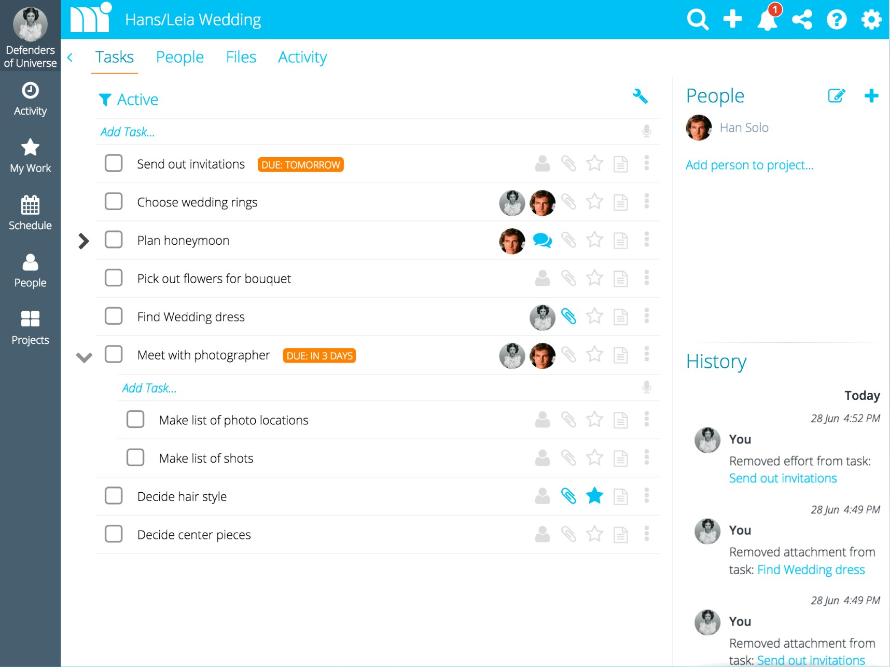 Defenders
of Universe
Activity
My Work
Schedule
People
Projects
Hans/Leia Wedding
1
Tasks People Files Activity
Active
Add Task...
Send out invitations DUE: TOMORROW
Choose wedding rings
Plan honeymoon
Pick out flowers for bouquet
Find Wedding dress
Meet with photographer DUE: IN 3 DAYS
Add Task...
Make list of photo locations
Make list of shots
Decide hair style
Decide center pieces
People
Han Solo
Add person to project...
History
Today
28 Jun 4:52 PM
You
Removed effort from task:
Send out invitations
28 Jun 4:49 PM
You
Removed attachment from
task: Find Wedding dress
28 Jun 4:49 PM
You
Removed attachment from
task: Send out invitations